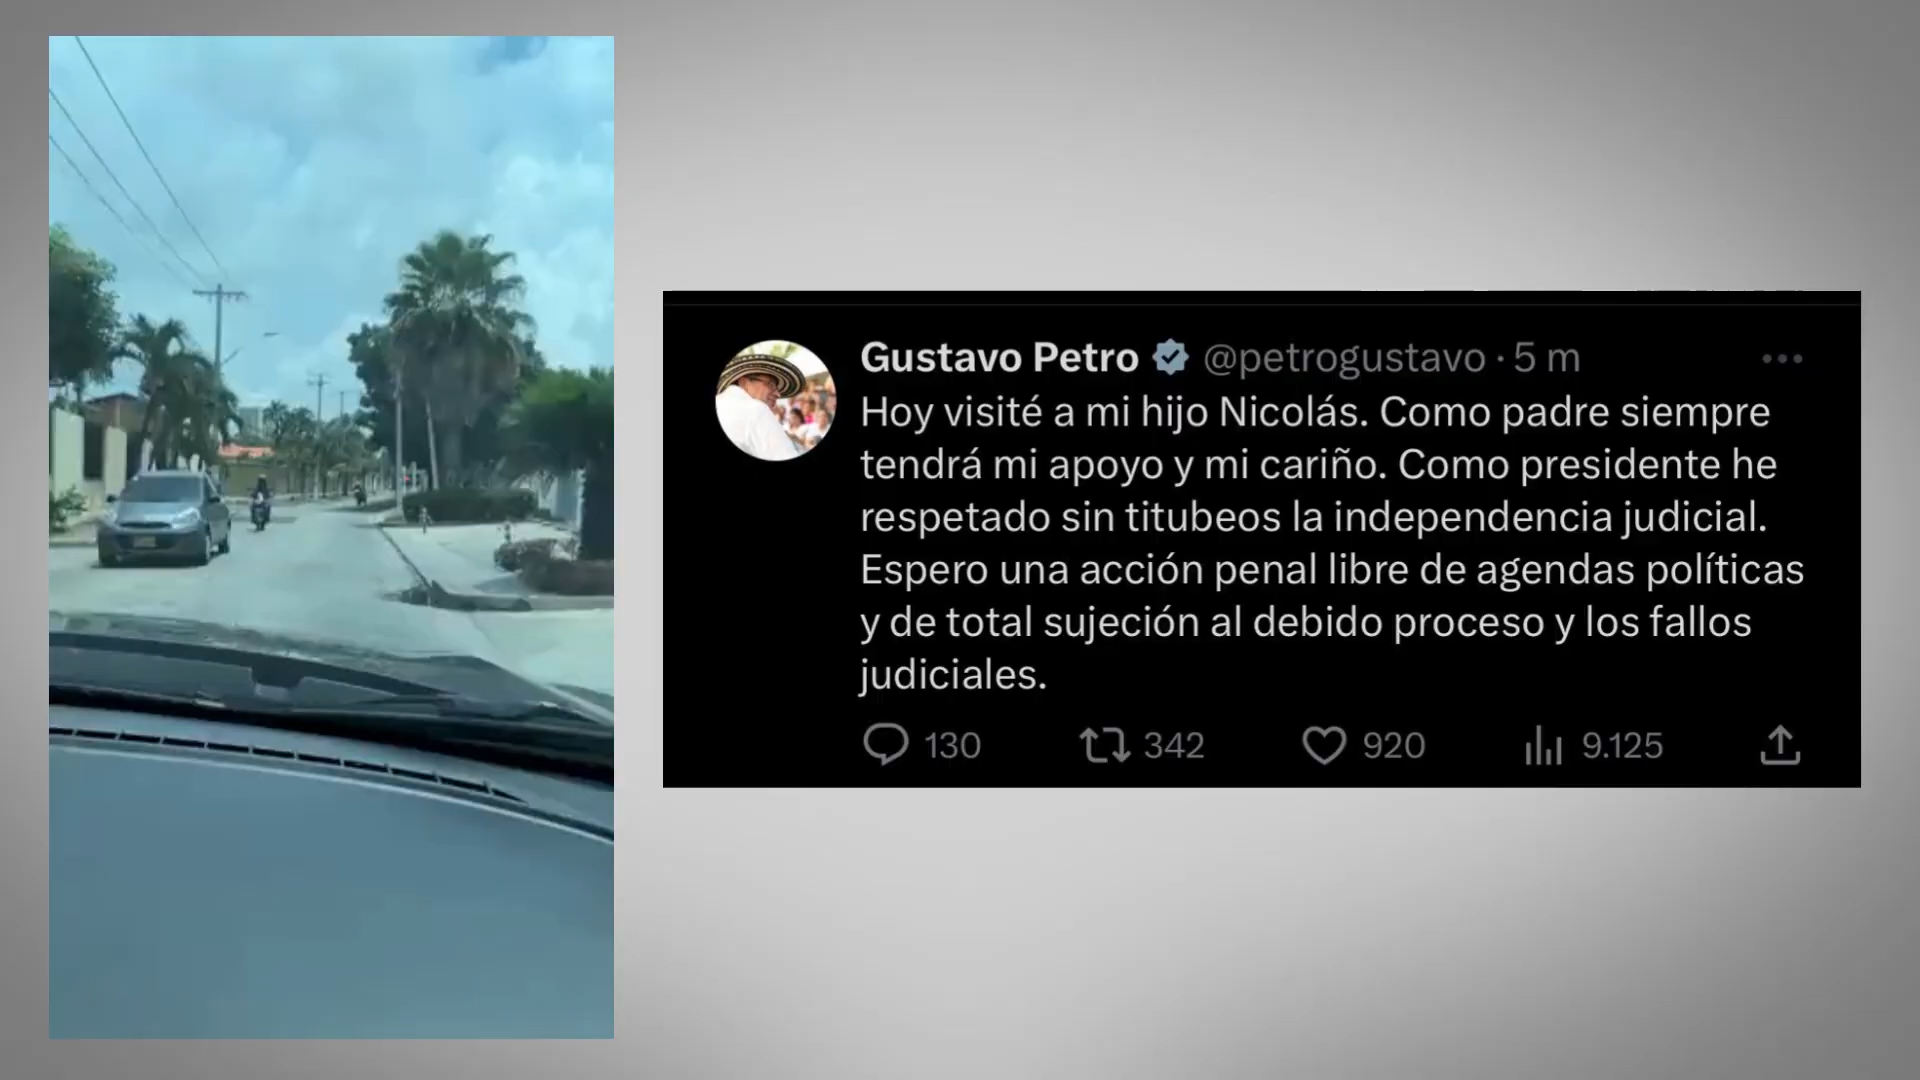 Gustavo Petro @petrogustavo · 5 m
Hoy visité a mi hijo Nicolás. Como padre siempre
tendrá mi apoyo y mi cariño. Como presidente he
respetado sin titubeos la independencia judicial.
Espero una acción penal libre de agendas políticas
y de total sujeción al debido proceso y los fallos
judiciales.
130 342 920 9.125